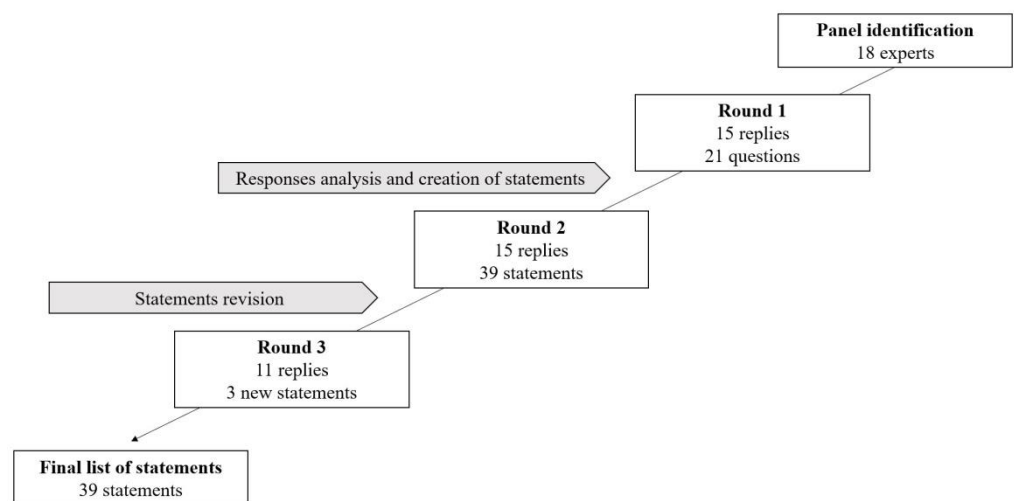 Panel identification
18 experts
Round 1
15 replies
21 questions
Responses analysis and creation of statements
Round 2
15 replies
39 statements
Statements revision
Round 3
11 replies
3 new statements
Final list of statements
39 statements